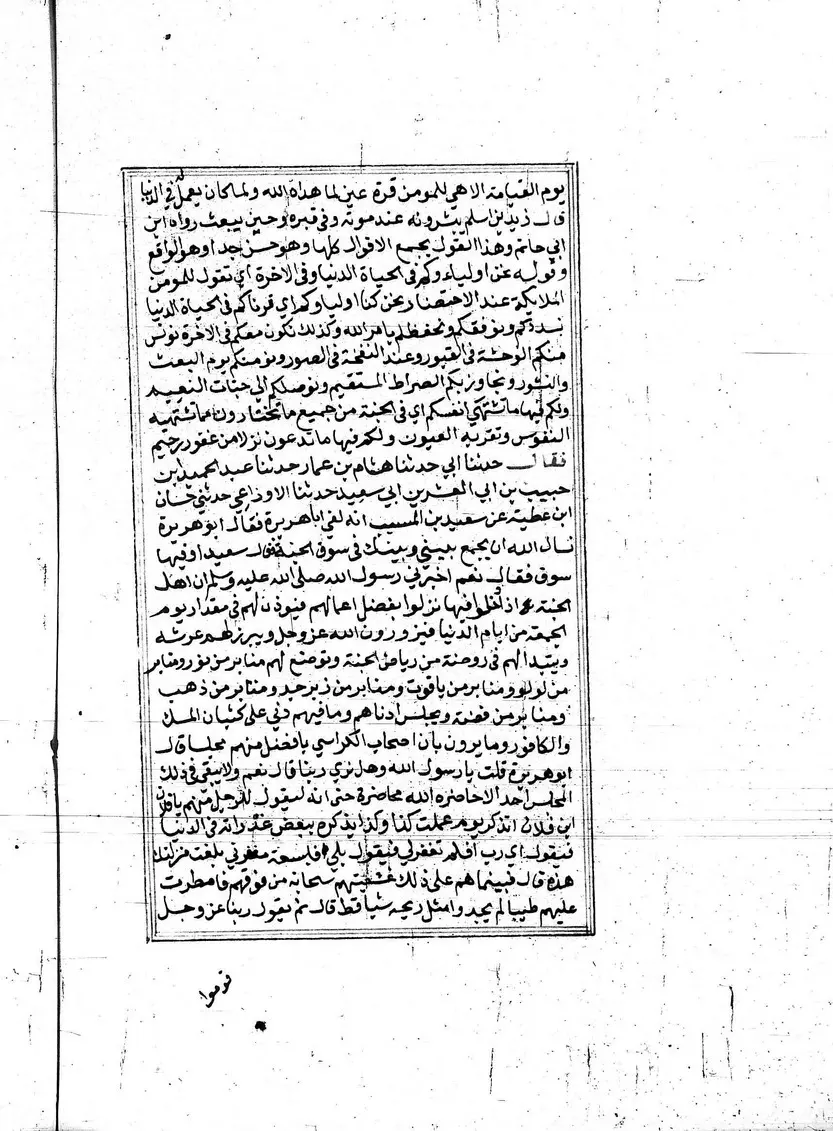 يوم القيامة الا هي للمومن قرة عين لما هداه الله ولما كان يعمل له في الدنيا
قال زيد بن اسلم يبشرونه عند موته وفي قبره وحين يبعث رواه ابن
ابي حاتم وهذا القول يجمع الاقوال كلها وهو حسن جدا وهو الواقع
وقوله نحن اولياءوكم في الحياة الدنيا وفي الاخرة اي تقول للمومن
الملايكة عند الاحتضار نحن كنا اولياوكم اي قرناكم في الحياة الدنيا
نسددكم ونوفقكم ونحفظكم بامر الله وكذلك نكون معكم في الاخرة نونس
منكم الوحشة في القبور وعند النفخة في الصور ونومنكم يوم البعث
والنشور ونجاوز بكم الصراط المستقيم ونوصلكم الي جنات النعيم
ولكم فيها ما تشتهي انفسكم اي في الجنة من جميع ما تختارون مما تشتهيه
النفوس وتقر به العيون ولكم فيها ما تدعون نزلا من غفور رحيم
فقال حدثنا ابي حدثنا هشام بن عمار حدثنا عبد الحميد ابن
حبيب بن ابي العشرين ابي سعيد حدثنا الاوزاعي حدثني حسان
ابن عطية عن سعيد بن المسيب انه لقي ابا هريرة فقال ابو هريرة
نسال الله ان يجمع بيني وبينك في سوق الجنة فقال سعيد اوفيها
سوق فقال نعم اخبرني رسول الله صلي الله عليه وسلم ان اهل
الجنة اذا دخلوا فيها نزلوا بفضل اعمالهم فيوذن لهم في مقدار يوم
الجمعة من ايام الدنيا فيزورون الله عز وجل ويبرز لهم عرشه
ويتبدا لهم في روضة من رياض الجنة وتوضع لهم منابر من نور ومنابر
من لولوو ومنابر من ياقوت ومنابر من زبرجد ومنابر من ذهب
ومنابر من فضة ويجلس ادناهم وما فيهم دني علي كثبان المسك
والكافور وما يرون بان اصحاب الكراسي بافضل منهم مجلسا قال
ابو هريرة قلت يا رسول الله وهل نري ربنا قال نعم ولا يبقي في ذلك
المجلس احد الا حاضره الله محاضرة حتي انه ليقول للرجل منهم يا فلان
ابن فلان اتذكر يوم عملت كذا وكذا يذكره ببعض غدراته في الدنيا
فيقول اي رب افلم تغفر لي فيقول بلي فبسعة مغفرتي بلغت منزلتك
هذه قال فبينما هم علي ذلك غشيتهم سحابة من فوقهم فامطرت
عليهم طيبا لم يجدوا مثل ريحه شيا قط قال ثم يقول ربنا عز وجل
قوموا